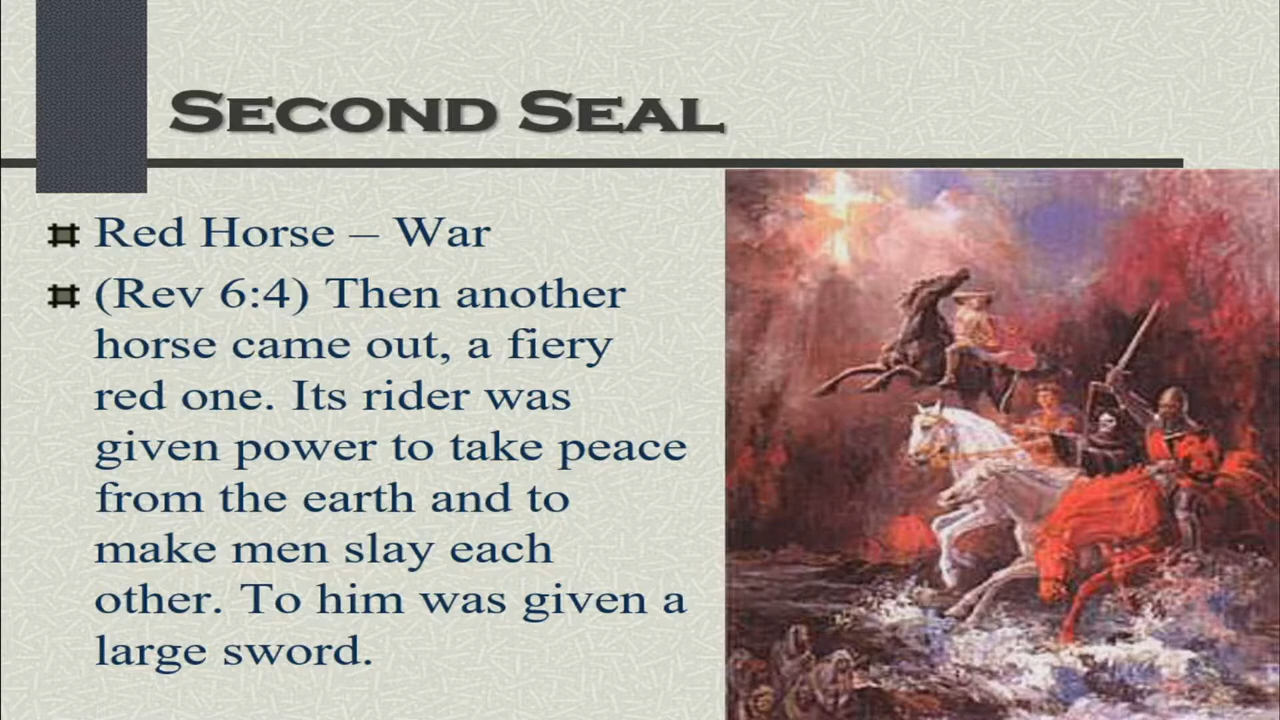 Second Seal
Red Horse – War
(Rev 6:4) Then another
horse came out, a fiery
red one. Its rider was
given power to take peace
from the earth and to
make men slay each
other. To him was given a
large sword.